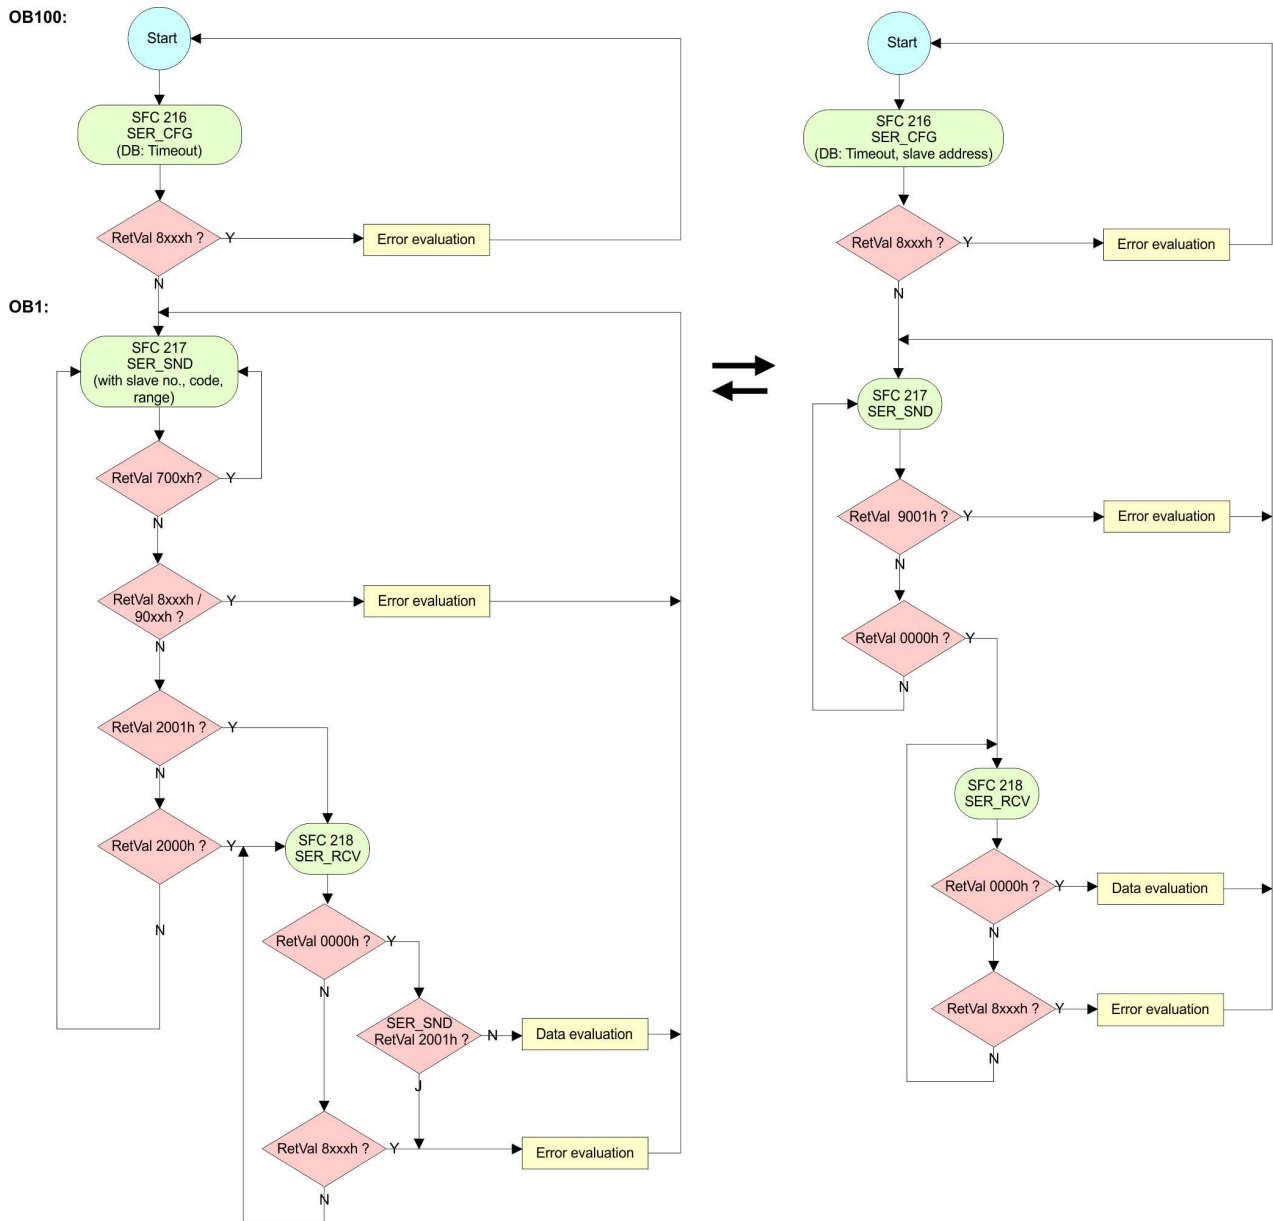 OB100:
Start
SFC 216
SER_CFG
(DB: Timeout)
RetVal 8xxxh ?
Y
Error evaluation
N
OB1:
SFC 217
SER_SND
(with slave no., code,
range)
RetVal 700xh?
Y
N
RetVal 8xxxh /
90xxh ?
Y
Error evaluation
N
RetVal 2001h ?
Y
N
RetVal 2000h ?
Y
N
SFC 218
SER_RCV
RetVal 0000h ?
Y
N
SER_SND
RetVal 2001h ?
N
Data evaluation
J
RetVal 8xxxh ?
Y
Error evaluation
N
Start
SFC 216
SER_CFG
(DB: Timeout, slave address)
RetVal 8xxxh ?
Y
Error evaluation
N
SFC 217
SER_SND
RetVal 9001h ?
Y
Error evaluation
N
RetVal 0000h ?
Y
N
SFC 218
SER_RCV
RetVal 0000h ?
Y
Data evaluation
N
RetVal 8xxxh ?
Y
Error evaluation
N